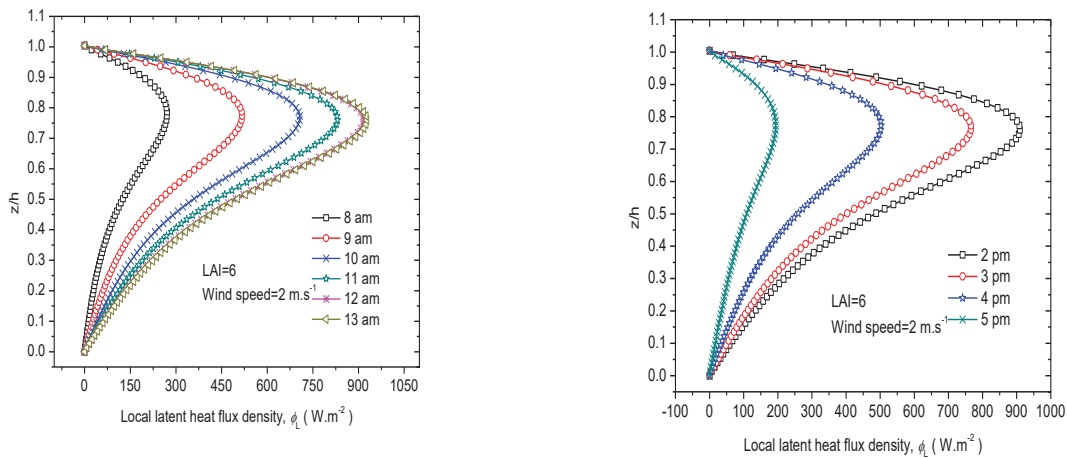 1.1
1.0
0.9
0.8
0.7
0.6
0.5
0.4
0.3
0.2
0.1
0.0
z/h
8 am
9 am
10 am
11 am
12 am
13 am
LAI=6
Wind speed=2 m.s⁻¹
0 150 300 450 600 750 900 1050
Local latent heat flux density, ϕL ( W.m⁻² )
1.1
1.0
0.9
0.8
0.7
0.6
0.5
0.4
0.3
0.2
0.1
0.0
z/h
2 pm
3 pm
4 pm
5 pm
LAI=6
Wind speed=2 m.s⁻¹
-100 0 100 200 300 400 500 600 700 800 900 1000
Local latent heat flux density, ϕL ( W.m⁻² )